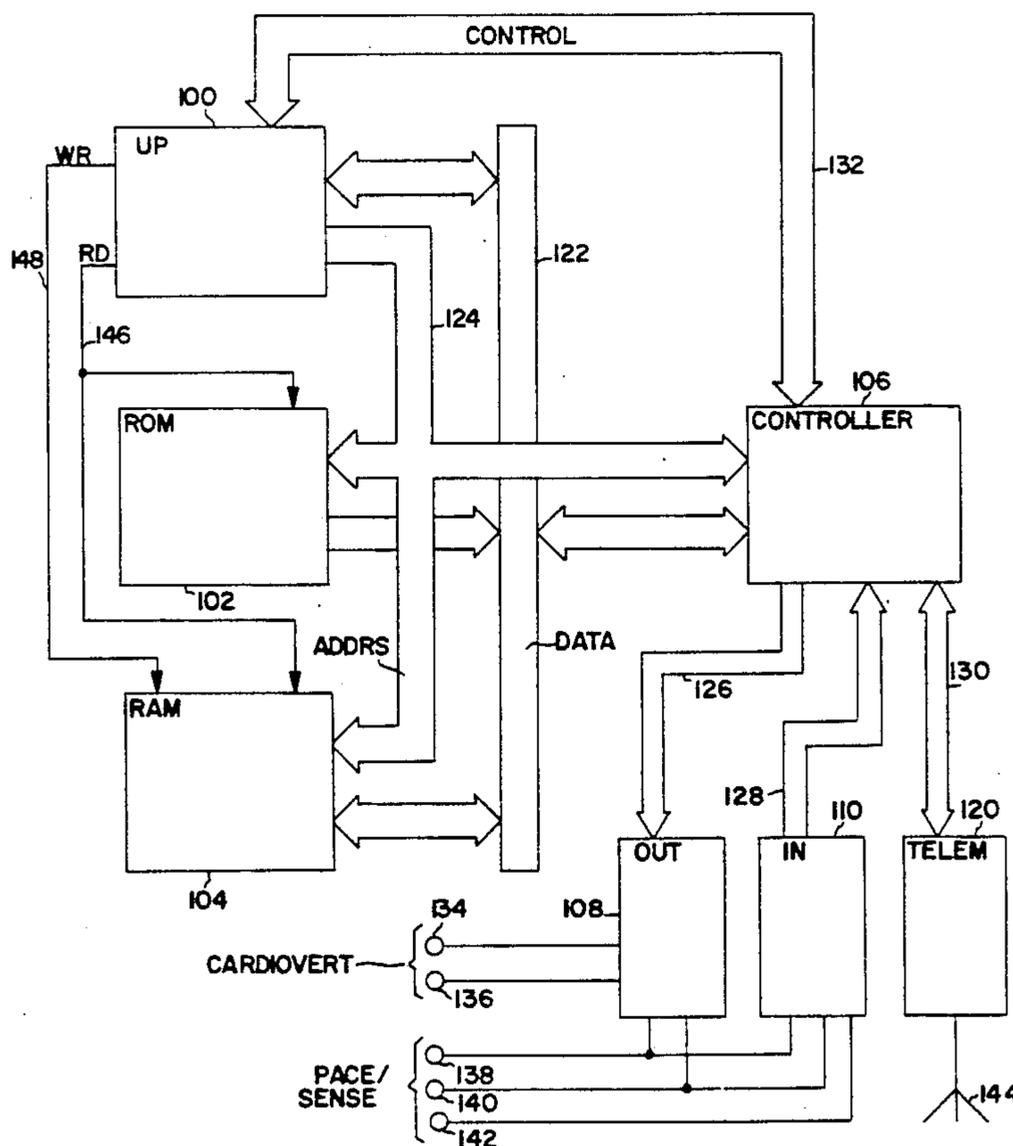 CONTROL
100
UP
WR
132
RD
148
122
124
146
106
ROM
CONTROLLER
102
ADDRS
DATA
126
130
RAM
128
110
120
OUT
IN
TELEM
104
108
134
CARDIOVERT
136
PACE/
SENSE
138
140
142
144